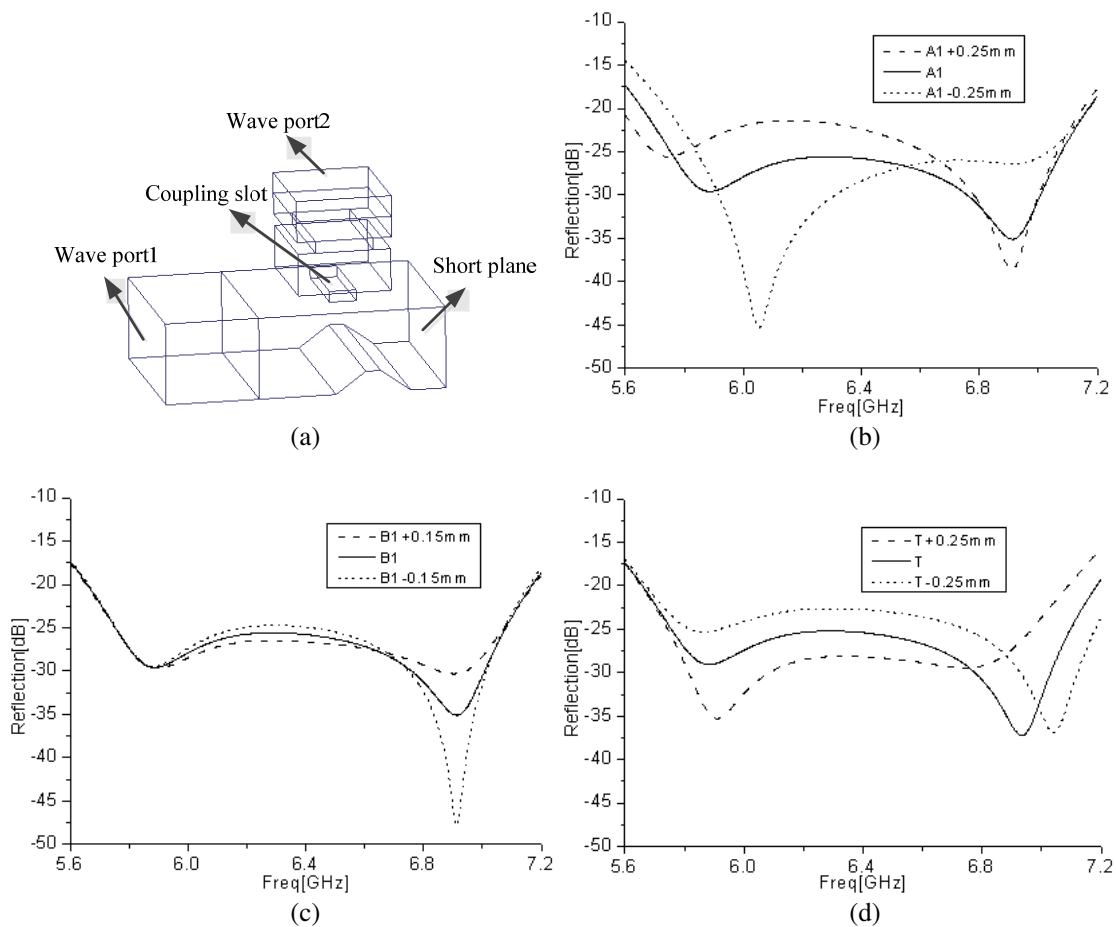 Wave port2
Coupling slot
Wave port1
Short plane
(a)
-10
-15
-20
-25
-30
-35
-40
-45
-50
Reflection[dB]
A1 +0.25mm
A1
A1 -0.25mm
5.6
6.0
6.4
6.8
7.2
Freq[GHz]
(b)
-10
-15
-20
-25
-30
-35
-40
-45
-50
Reflection[dB]
B1 +0.15mm
B1
B1 -0.15mm
5.6
6.0
6.4
6.8
7.2
Freq[GHz]
(c)
-10
-15
-20
-25
-30
-35
-40
-45
-50
Reflection[dB]
T +0.25mm
T
T -0.25mm
5.6
6.0
6.4
6.8
7.2
Freq[GHz]
(d)